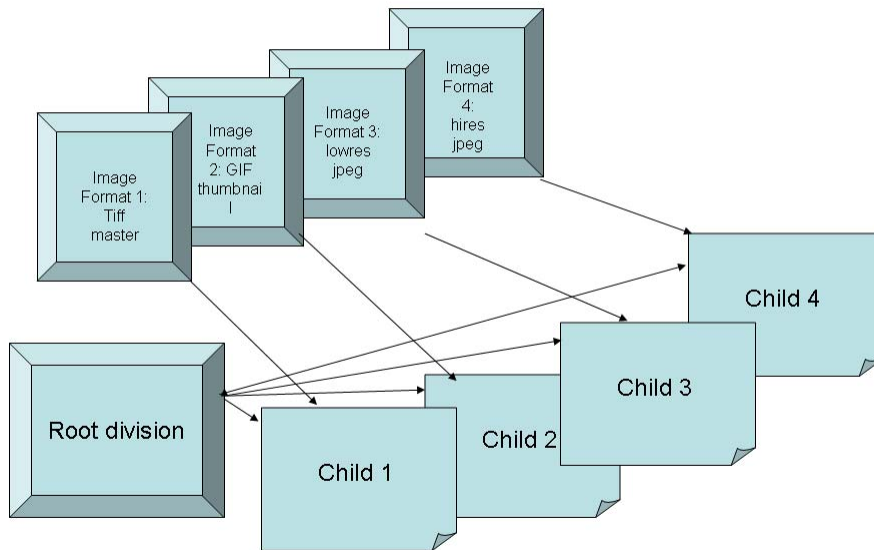 Image
Format 1:
Tiff
master
Image
Format
2: GIF
thumbnai
l
Image
Format 3:
lowres
jpeg
Image
Format
4:
hires
jpeg
Root division
Child 1
Child 2
Child 3
Child 4